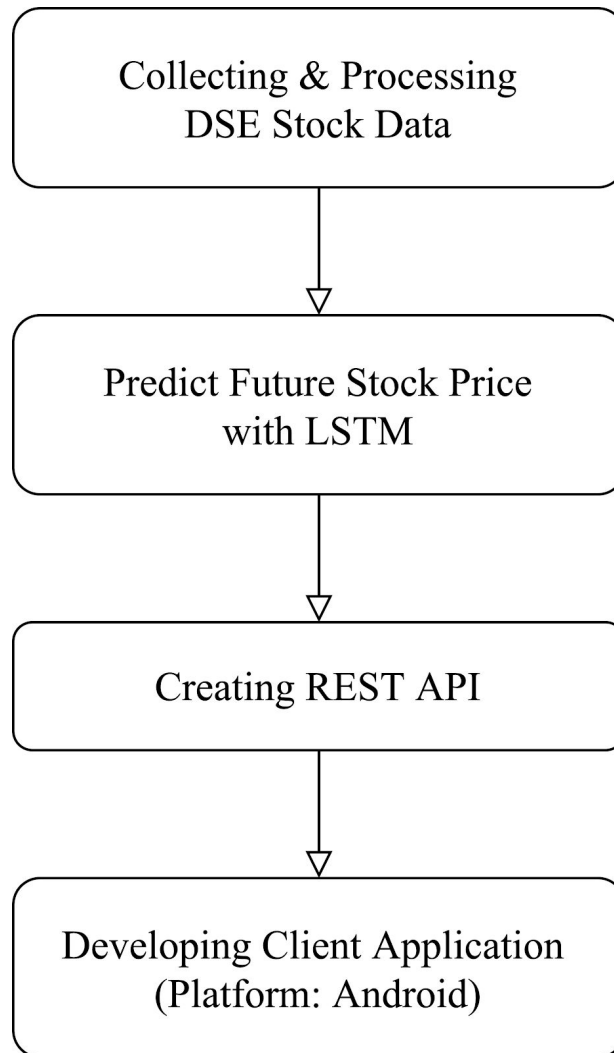 Collecting & Processing
DSE Stock Data
Predict Future Stock Price
with LSTM
Creating REST API
Developing Client Application
(Platform: Android)